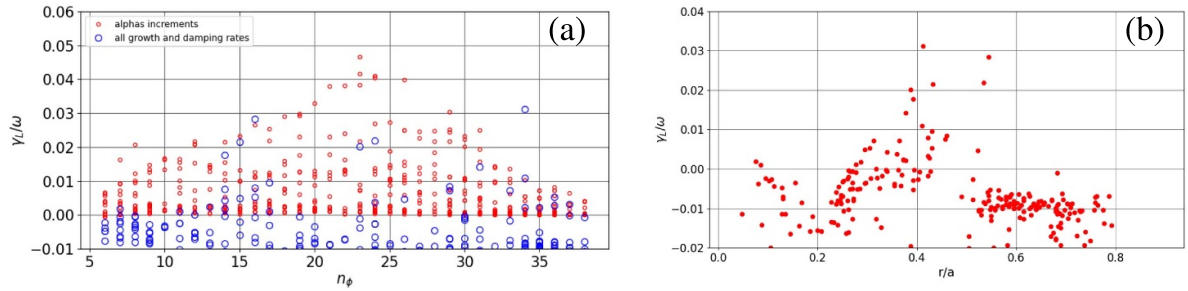 0.06
0.05
0.04
0.03
0.02
0.01
0.00
−0.01
γL/ω
alphas increments
all growth and damping rates
(a)
5 10 15 20 25 30 35
nϕ
0.04
0.03
0.02
0.01
0.00
−0.01
−0.02
γL/ω
(b)
0.0 0.2 0.4 0.6 0.8
r/a